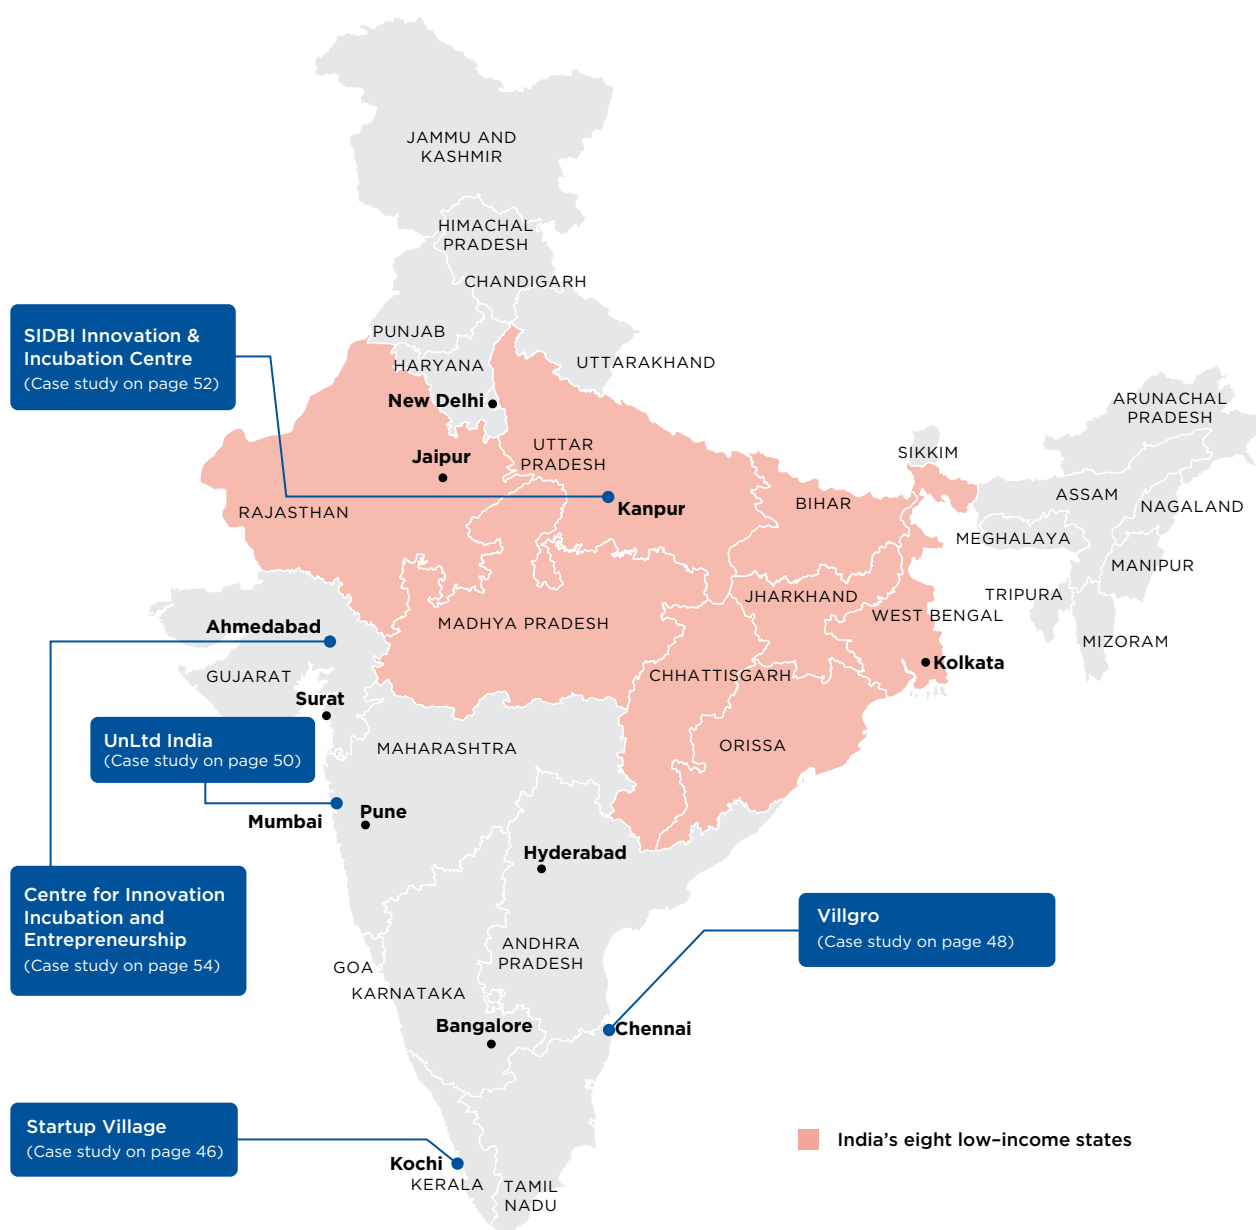 JAMMU AND
KASHMIR
HIMACHAL
PRADESH
CHANDIGARH
PUNJAB
UTTARAKHAND
HARYANA
New Delhi
SIDBI Innovation &
Incubation Centre
(Case study on page 52)
ARUNACHAL
PRADESH
UTTAR
PRADESH
SIKKIM
Jaipur
RAJASTHAN
Kanpur
BIHAR
ASSAM
NAGALAND
MEGHALAYA
MANIPUR
TRIPURA
MIZORAM
JHARKHAND
WEST BENGAL
MADHYA PRADESH
Ahmedabad
GUJARAT
Kolkata
CHHATTISGARH
Surat
UnLtd India
(Case study on page 50)
MAHARASHTRA
ORISSA
Mumbai
Pune
Hyderabad
Centre for Innovation
Incubation and
Entrepreneurship
(Case study on page 54)
Villgro
(Case study on page 48)
ANDHRA
PRADESH
GOA
KARNATAKA
Bangalore
Chennai
Startup Village
(Case study on page 46)
Kochi
KERALA
TAMIL
NADU
India’s eight low–income states